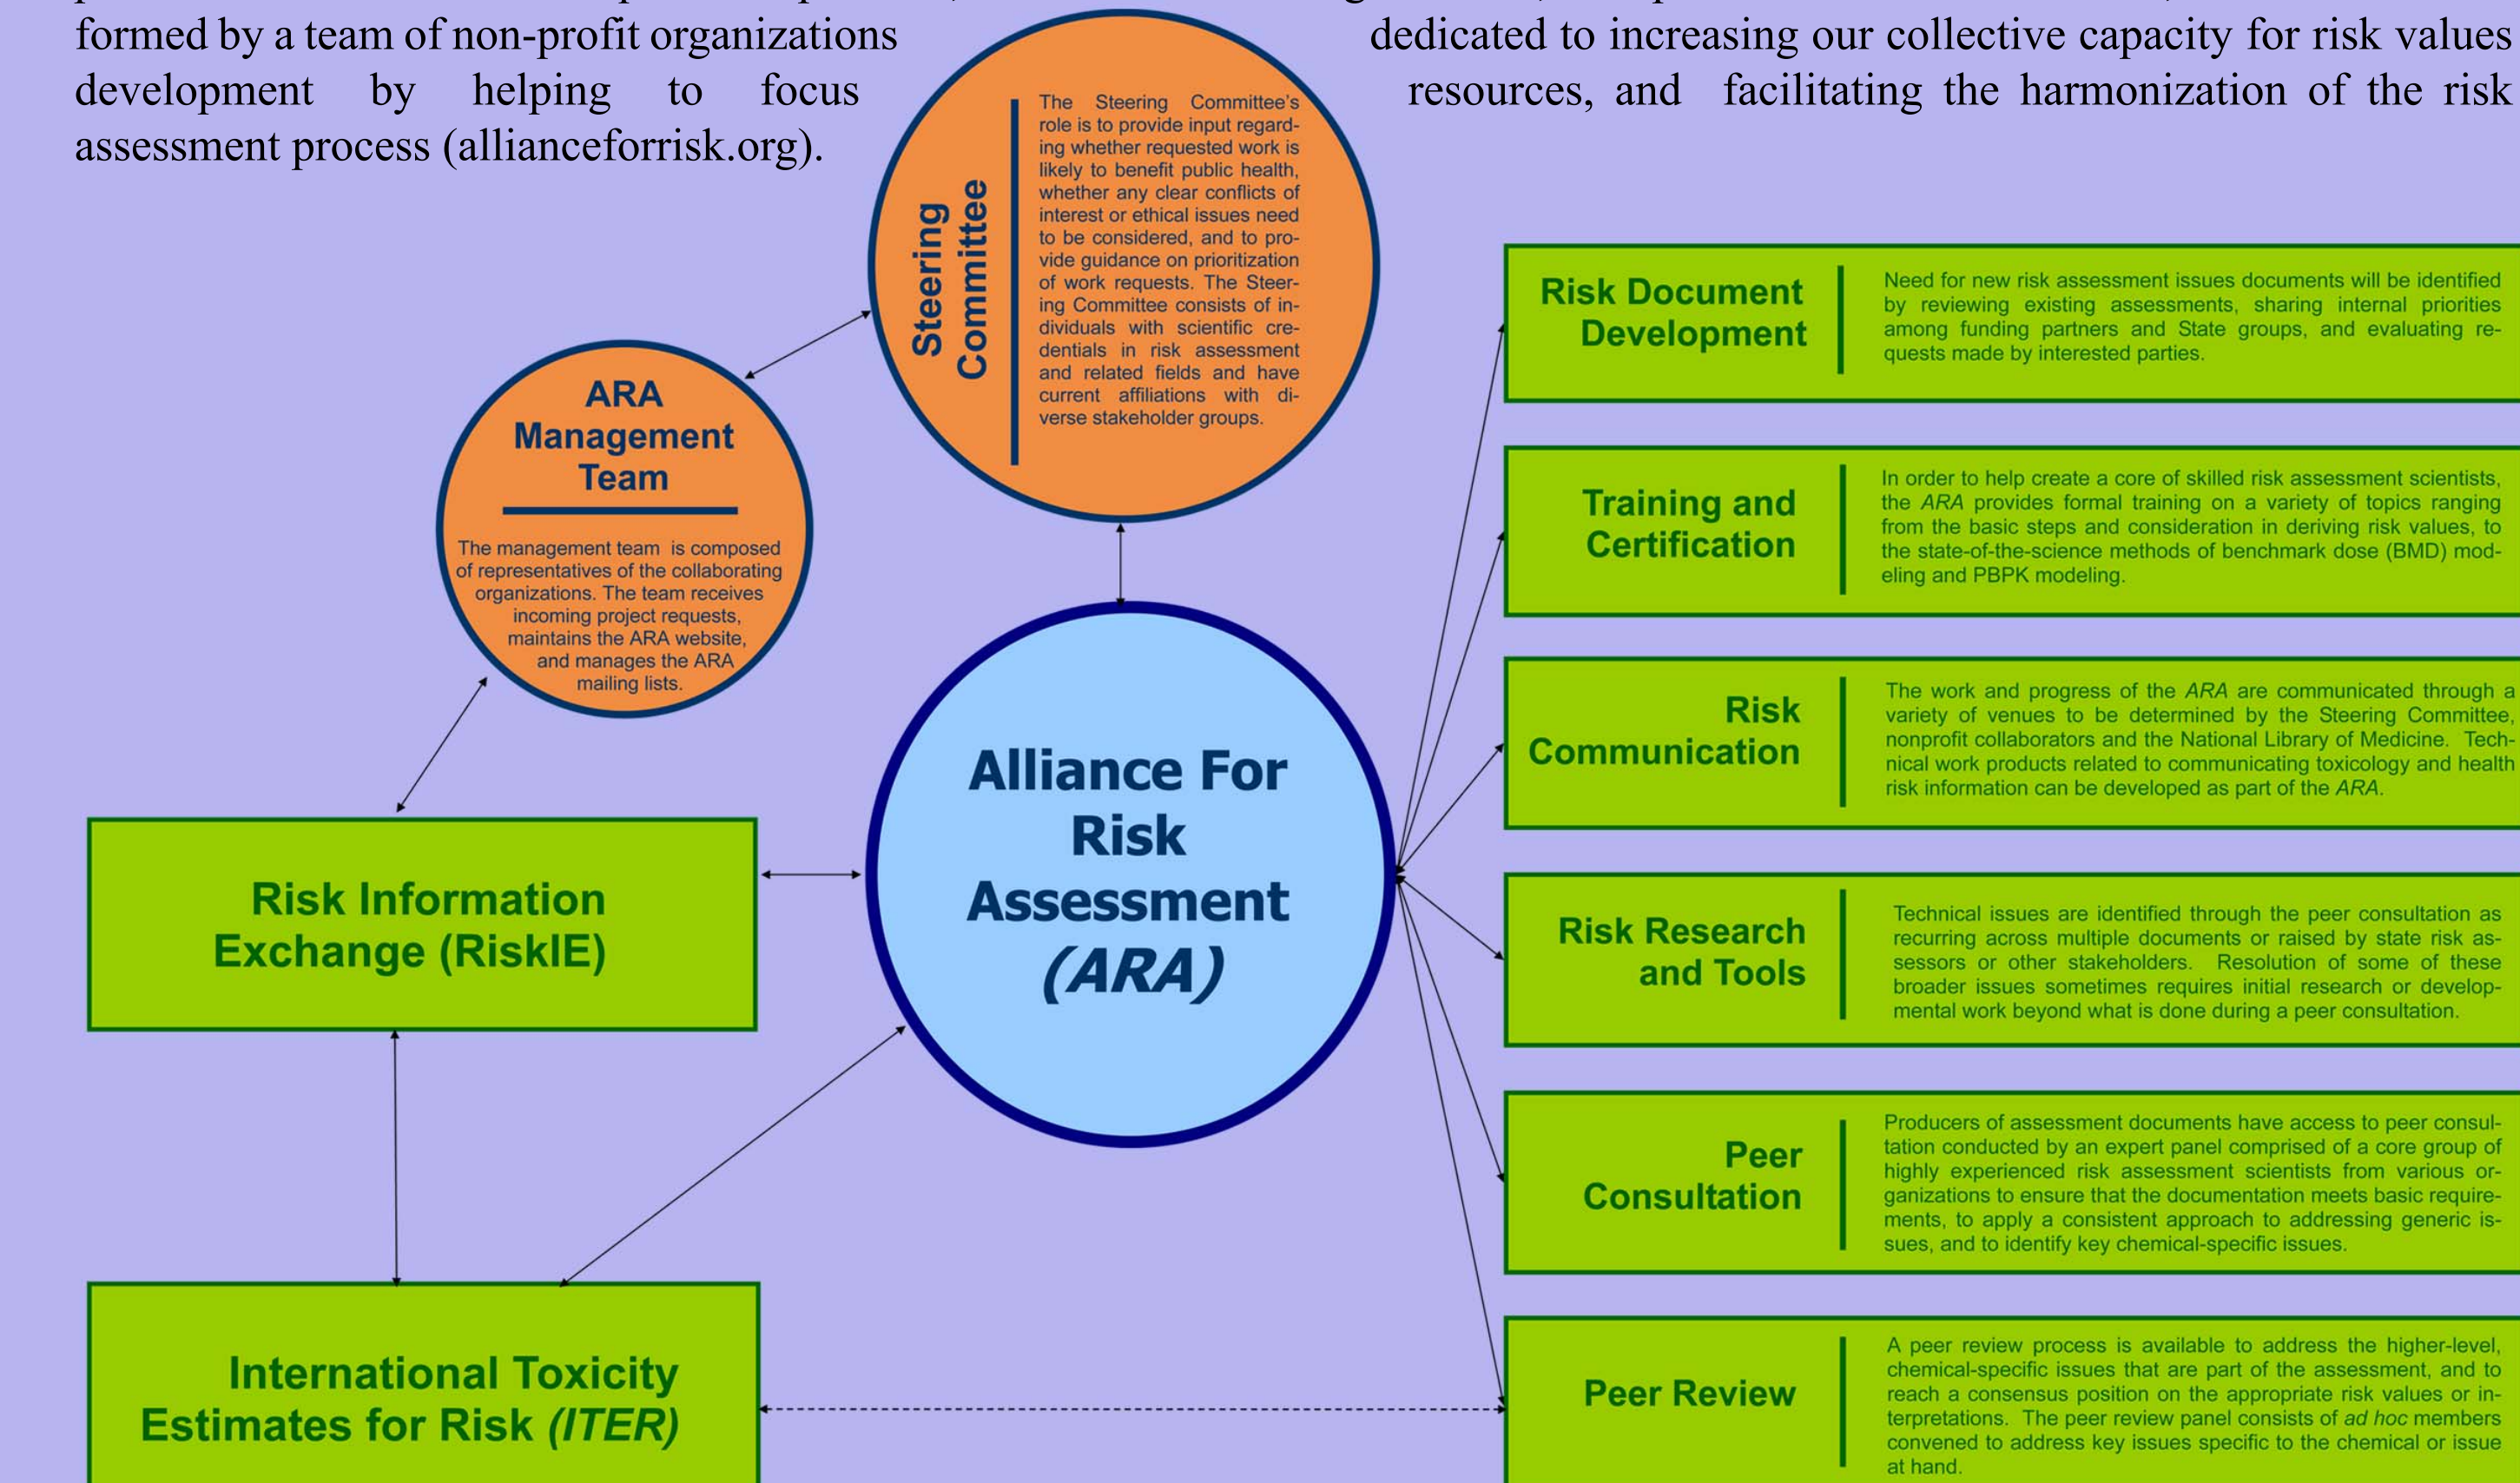 formed by a team of non-profit organizations dedicated to increasing our collective capacity for risk values
development by helping to focus resources, and facilitating the harmonization of the risk
assessment process (allianceforrisk.org).
Steering
Committee
The Steering Committee's
role is to provide input regard-
ing whether requested work is
likely to benefit public health,
whether any clear conflicts of
interest or ethical issues need
to be considered, and to pro-
vide guidance on prioritization
of work requests. The Steer-
ing Committee consists of in-
dividuals with scientific cre-
dentials in risk assessment
and related fields and have
current affiliations with di-
verse stakeholder groups.
ARA
Management
Team
The management team is composed
of representatives of the collaborating
organizations. The team receives
incoming project requests,
maintains the ARA website,
and manages the ARA
mailing lists.
Alliance For
Risk
Assessment
(ARA)
Risk Information
Exchange (RiskIE)
International Toxicity
Estimates for Risk (ITER)
Risk Document
Development
Need for new risk assessment issues documents will be identified
by reviewing existing assessments, sharing internal priorities
among funding partners and State groups, and evaluating re-
quests made by interested parties.
Training and
Certification
In order to help create a core of skilled risk assessment scientists,
the ARA provides formal training on a variety of topics ranging
from the basic steps and consideration in deriving risk values, to
the state-of-the-science methods of benchmark dose (BMD) mod-
eling and PBPK modeling.
Risk
Communication
The work and progress of the ARA are communicated through a
variety of venues to be determined by the Steering Committee,
nonprofit collaborators and the National Library of Medicine. Tech-
nical work products related to communicating toxicology and health
risk information can be developed as part of the ARA.
Risk Research
and Tools
Technical issues are identified through the peer consultation as
recurring across multiple documents or raised by state risk as-
sessors or other stakeholders. Resolution of some of these
broader issues sometimes requires initial research or develop-
mental work beyond what is done during a peer consultation.
Peer
Consultation
Producers of assessment documents have access to peer consul-
tation conducted by an expert panel comprised of a core group of
highly experienced risk assessment scientists from various or-
ganizations to ensure that the documentation meets basic require-
ments, to apply a consistent approach to addressing generic is-
sues, and to identify key chemical-specific issues.
Peer Review
A peer review process is available to address the higher-level,
chemical-specific issues that are part of the assessment, and to
reach a consensus position on the appropriate risk values or in-
terpretations. The peer review panel consists of ad hoc members
convened to address key issues specific to the chemical or issue
at hand.